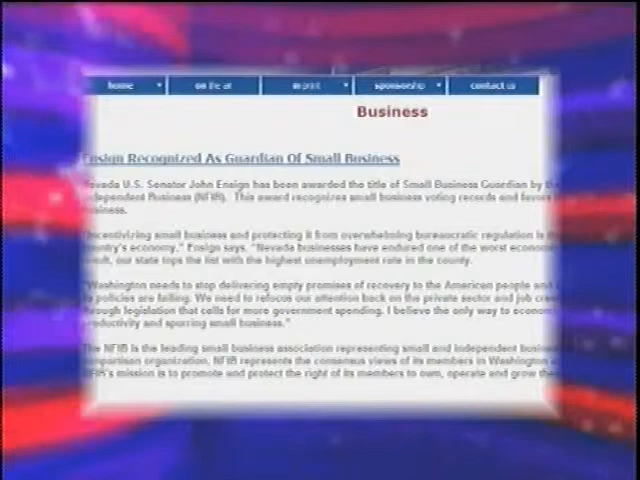 home on the air in print sponsorship contact us
Business
Ensign Recognized As Guardian Of Small Business
Nevada U.S. Senator John Ensign has been awarded the title of Small Business Guardian by the
Independent Business (NFIB). This award recognizes small business voting records and favors
business.
"Incentivizing small business and protecting it from overwhelming bureaucratic regulation is
country's economy." Ensign says. "Nevada businesses have endured one of the worst economic
result, our state tops the list with the highest unemployment rate in the county.
"Washington needs to stop delivering empty promises of recovery to the American people and
its policies are failing. We need to refocus our attention back on the private sector and job
through legislation that calls for more government spending. I believe the only way to
productivity and spurring small business."
The NFIB is the leading small business association representing small and independent
nonpartisan organization, NFIB represents the consensus views of its members in Washington
NFIB's mission is to promote and protect the right of its members to own, operate and grow